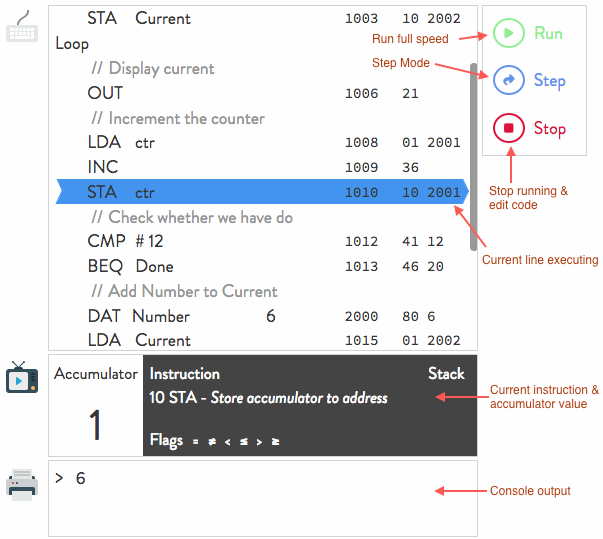 STA Current 1003 10 2002
Loop
// Display current
OUT 1006 21
// Increment the counter
LDA ctr 1008 01 2001
INC 1009 36
STA ctr 1010 10 2001
// Check whether we have do
CMP # 12 1012 41 12
BEQ Done 1013 46 20
// Add Number to Current
DAT Number 6 2000 80 6
LDA Current 1015 01 2002
Run full speed
Run
Step Mode
Step
Stop
Stop running &
edit code
Current line executing
Accumulator
1
Instruction Stack
10 STA - Store accumulator to address
Flags = ≠ < ≤ > ≥
Current instruction &
accumulator value
> 6
Console output